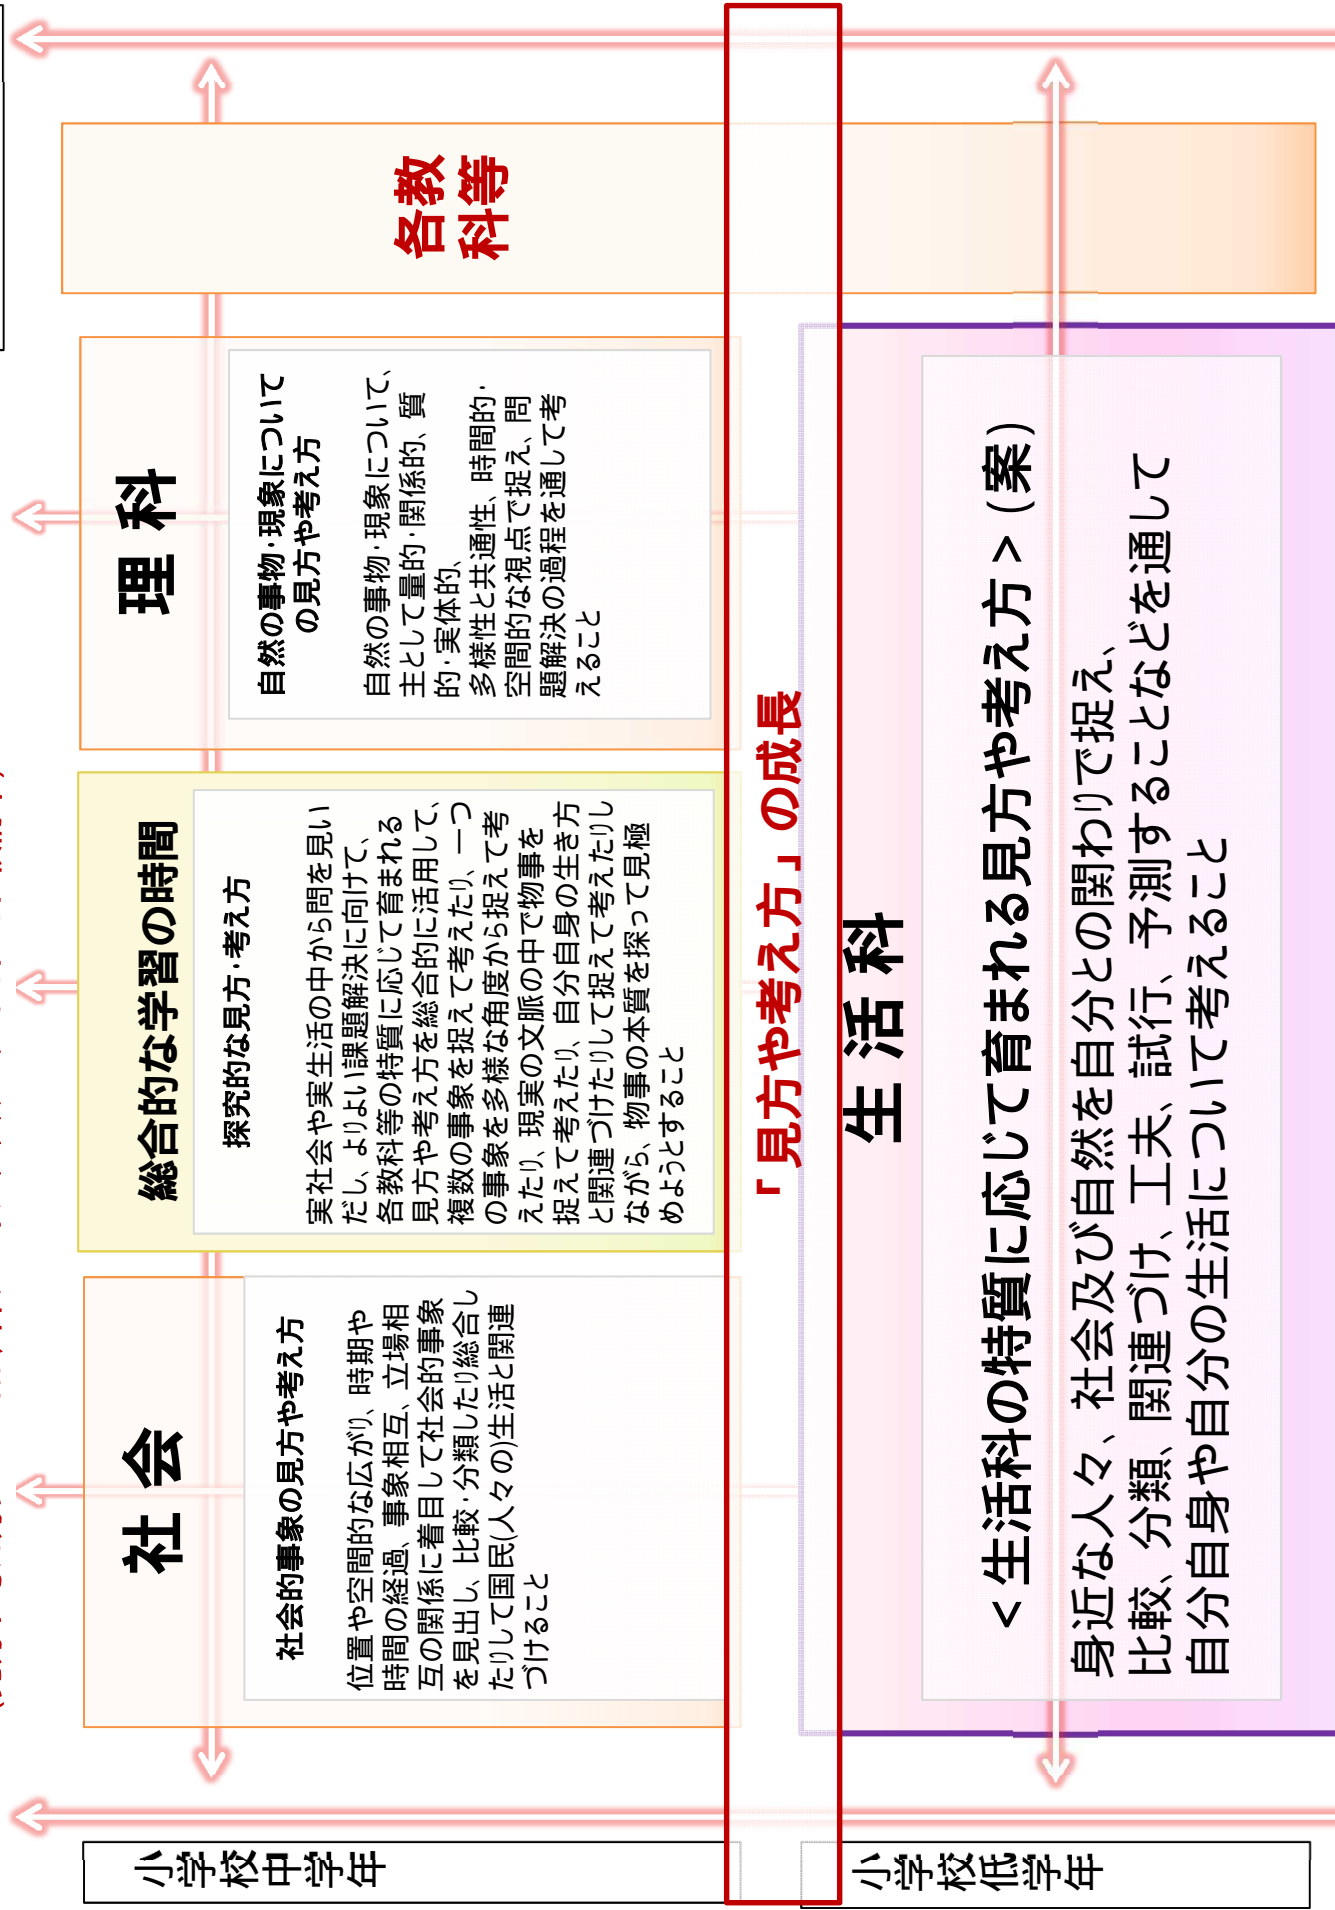 小学校中学年
社 会
社会的事象の見方や考え方
位置や空間的な広がり、時期や
時間の経過、事象相互、立場相
互の関係に着目して社会的事象
を見出し、比較・分類したり総合し
たりして国民(人々の)生活と関連
づけること
総合的な学習の時間
探究的な見方・考え方
実社会や実生活の中から問を見い
だし、よりよい課題解決に向けて、
各教科等の特質に応じて育まれる
見方や考え方を総合的に活用して、
複数の事象を捉えて考えたり、一つ
の事象を多様な角度から捉えて考
えたり、現実の文脈の中で物事を
捉えて考えたり、自分自身の生き方
と関連づけたりして捉えて考えたりし
ながら、物事の本質を探って見極
めようとすること
理 科
自然の事物・現象について
の見方や考え方
自然の事物・現象について、
主として量的・関係的、質
的・実体的、
多様性と共通性、時間的・
空間的な視点で捉え、問
題解決の過程を通して考
えること
各教
科等
「見方や考え方」の成長
小学校低学年
生 活 科
＜生活科の特質に応じて育まれる見方や考え方＞（案）
身近な人々、社会及び自然を自分との関わりで捉え、
比較、分類、関連づけ、工夫、試行、予測することなどを通して
自分自身や自分の生活について考えること